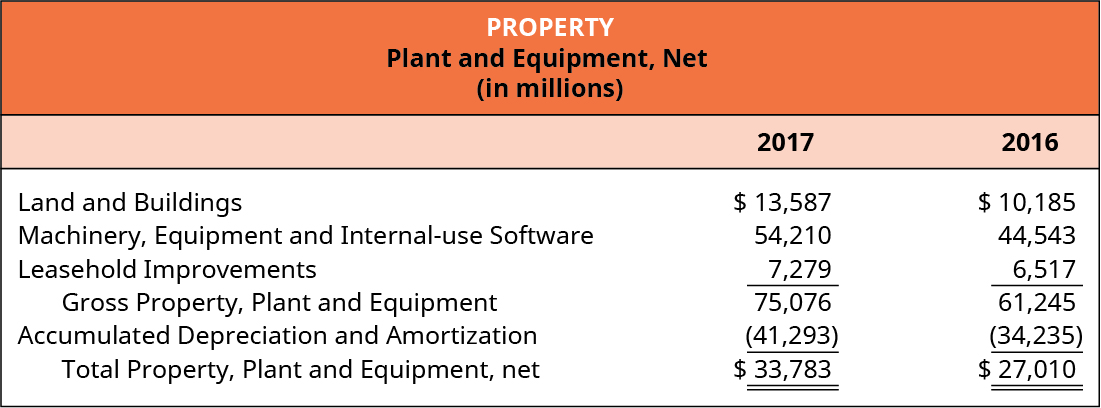 PROPERTY
Plant and Equipment, Net
(in millions)
2017 2016
Land and Buildings $ 13,587 $ 10,185
Machinery, Equipment and Internal-use Software 54,210 44,543
Leasehold Improvements 7,279 6,517
Gross Property, Plant and Equipment 75,076 61,245
Accumulated Depreciation and Amortization (41,293) (34,235)
Total Property, Plant and Equipment, net $ 33,783 $ 27,010